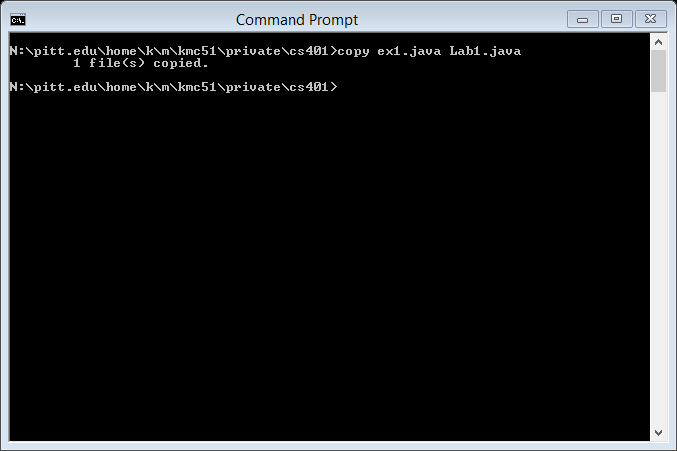 Command Prompt
N:\pitt.edu\home\k\m\kmc51\private\cs401>copy ex1.java Lab1.java
        1 file(s) copied.
N:\pitt.edu\home\k\m\kmc51\private\cs401>